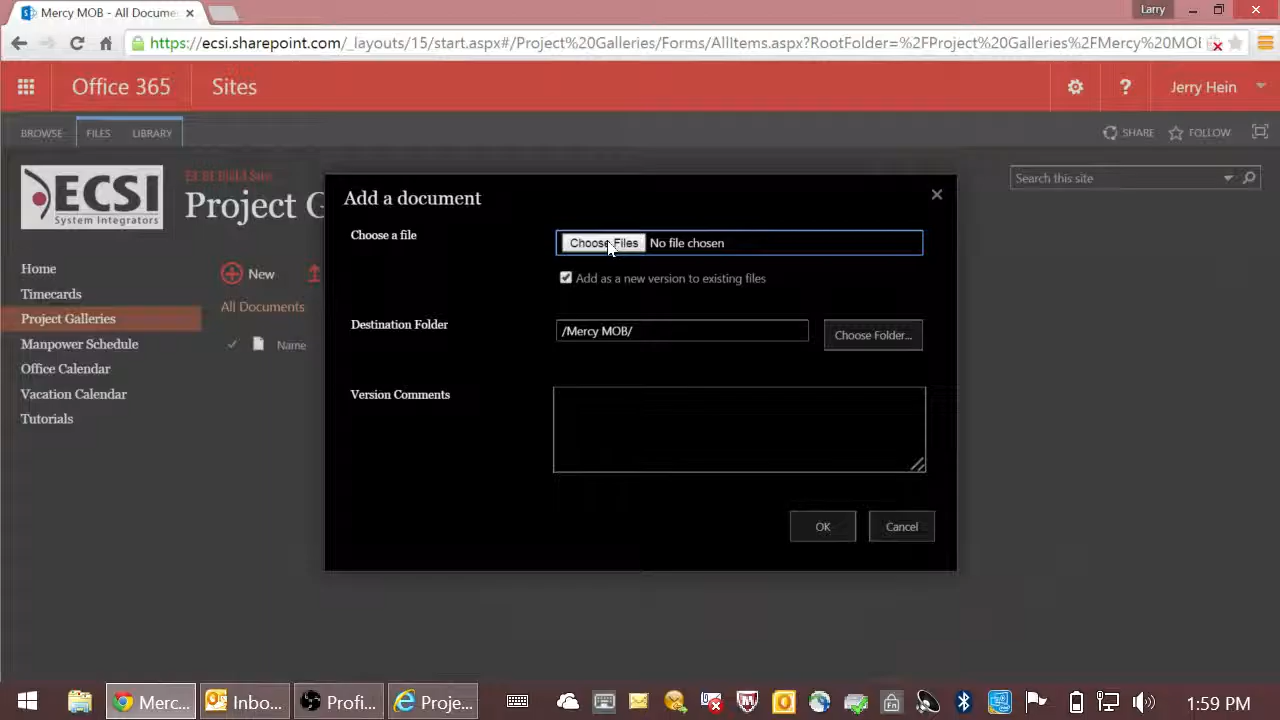 Mercy MOB - All Docume
Larry
https://ecsi.sharepoint.com/_layouts/15/start.aspx#/Project%20Galleries/Forms/AllItems.aspx?RootFolder=%2FProject%20Galleries%2FMercy%20MOB
Office 365
Sites
Jerry Hein
BROWSE
FILES
LIBRARY
SHARE
FOLLOW
ECSI
System Integrators
ECSI Field Site
Project G
Search this site
Home
Timecards
Project Galleries
Manpower Schedule
Office Calendar
Vacation Calendar
Tutorials
New
All Documents
Name
Add a document
Choose a file
Choose Files No file chosen
Add as a new version to existing files
Destination Folder
/Mercy MOB/
Choose Folder...
Version Comments
OK
Cancel
Merc...
Inbo...
Profi...
Proje...
1:59 PM